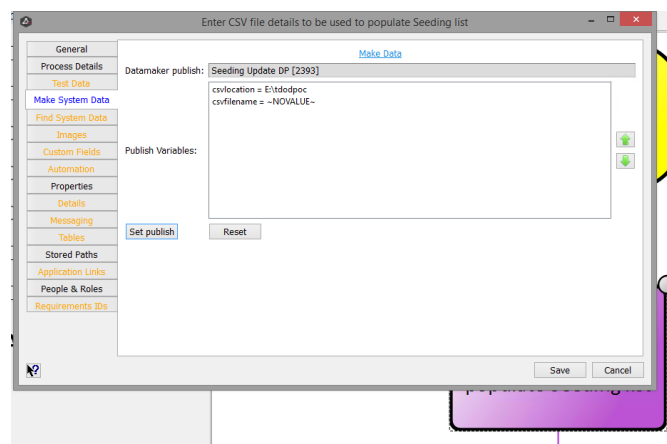 Enter CSV file details to be used to populate Seeding list
General
Process Details
Test Data
Make System Data
Find System Data
Images
Custom Fields
Automation
Properties
Details
Messaging
Tables
Stored Paths
Application Links
People & Roles
Requirements IDs
Make Data
Datamaker publish: Seeding Update DP [2393]
Publish Variables:
csvlocation = E:\tdodpoc
csvfilename = ~NOVALUE~
Set publish Reset
?
Save Cancel